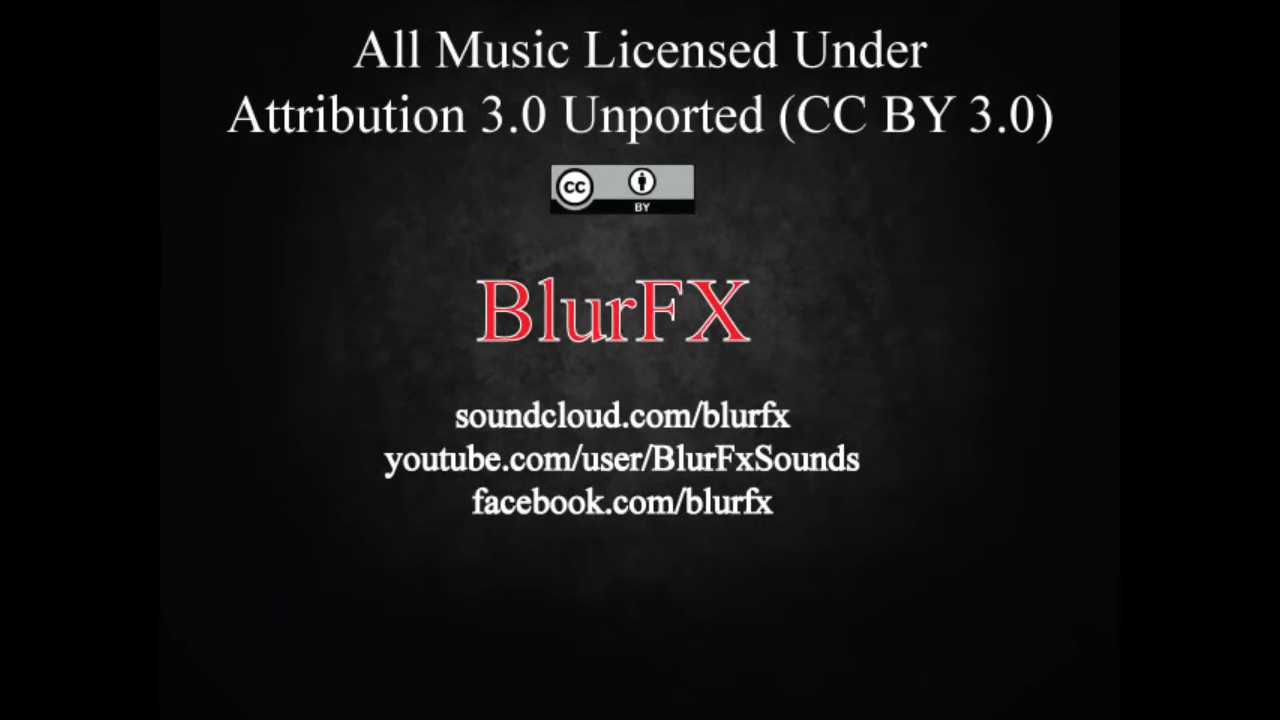 All Music Licensed Under
Attribution 3.0 Unported (CC BY 3.0)
cc
BY
BlurFX
soundcloud.com/blurfx
youtube.com/user/BlurFxSounds
facebook.com/blurfx